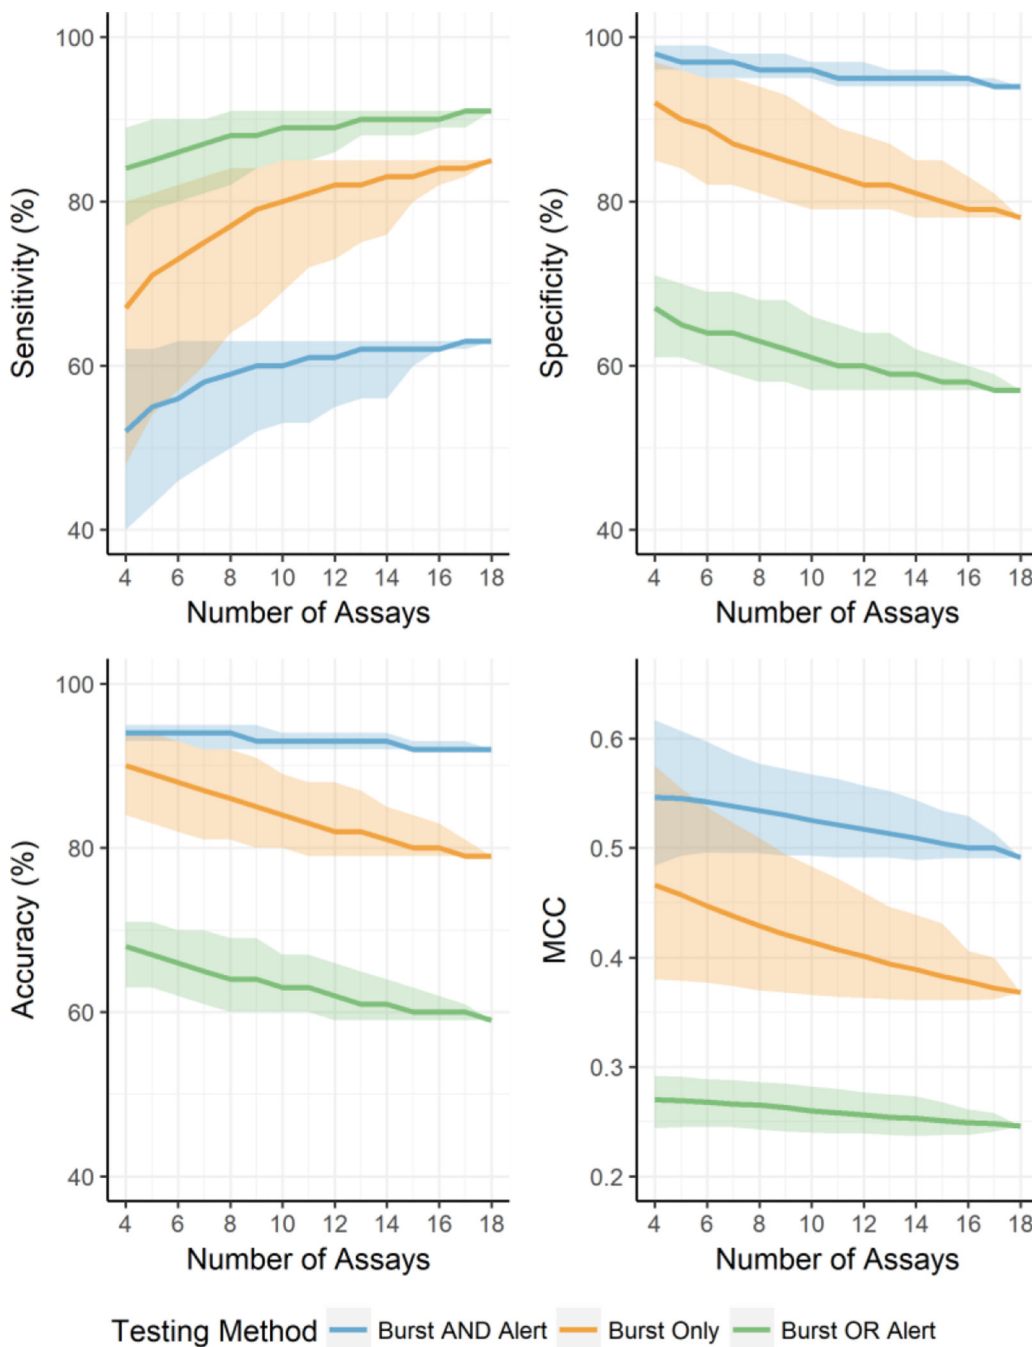 100
80
60
40
Sensitivity (%)
4 6 8 10 12 14 16 18
Number of Assays
100
80
60
40
Specificity (%)
4 6 8 10 12 14 16 18
Number of Assays
100
80
60
40
Accuracy (%)
4 6 8 10 12 14 16 18
Number of Assays
0.6
0.5
0.4
0.3
0.2
MCC
4 6 8 10 12 14 16 18
Number of Assays
Testing Method Burst AND Alert Burst Only Burst OR Alert